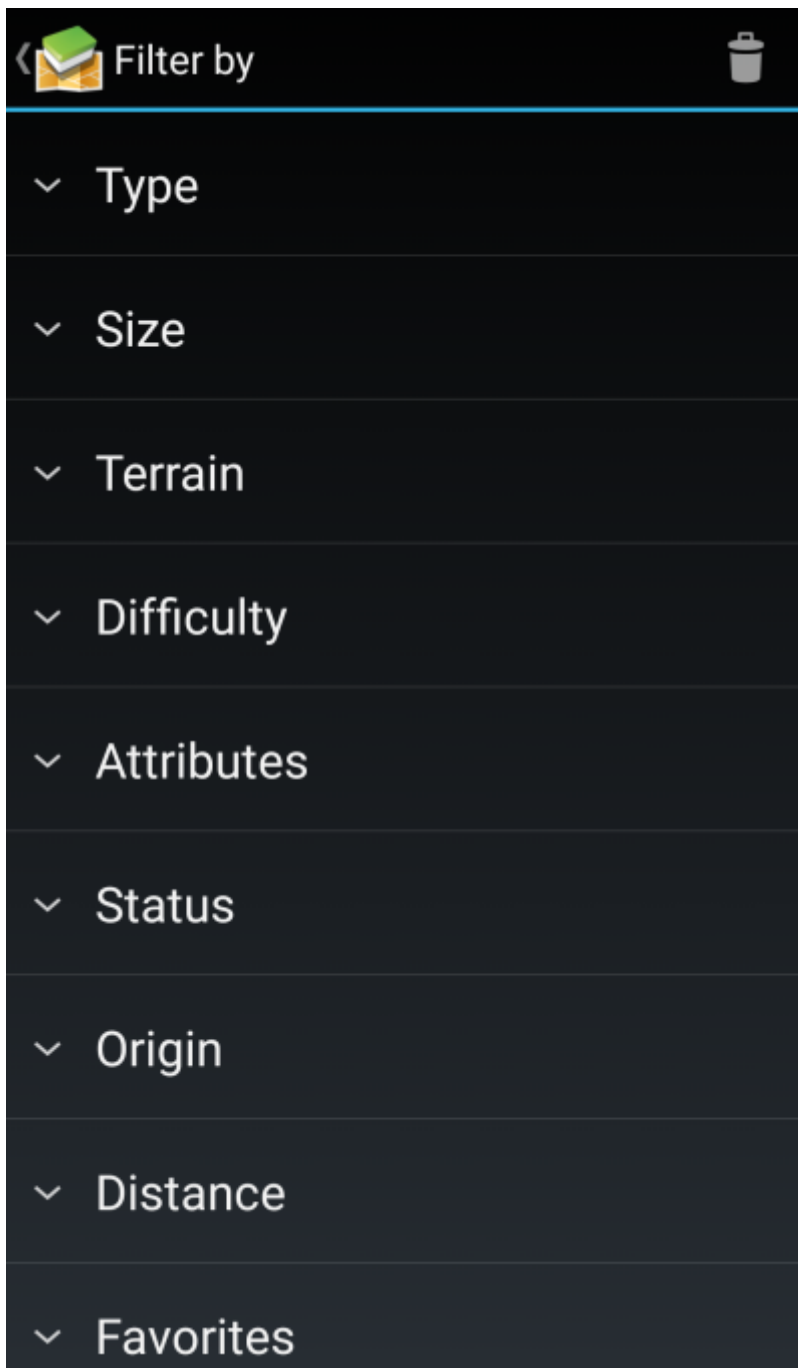 Filter by
Type
Size
Terrain
Difficulty
Attributes
Status
Origin
Distance
Favorites